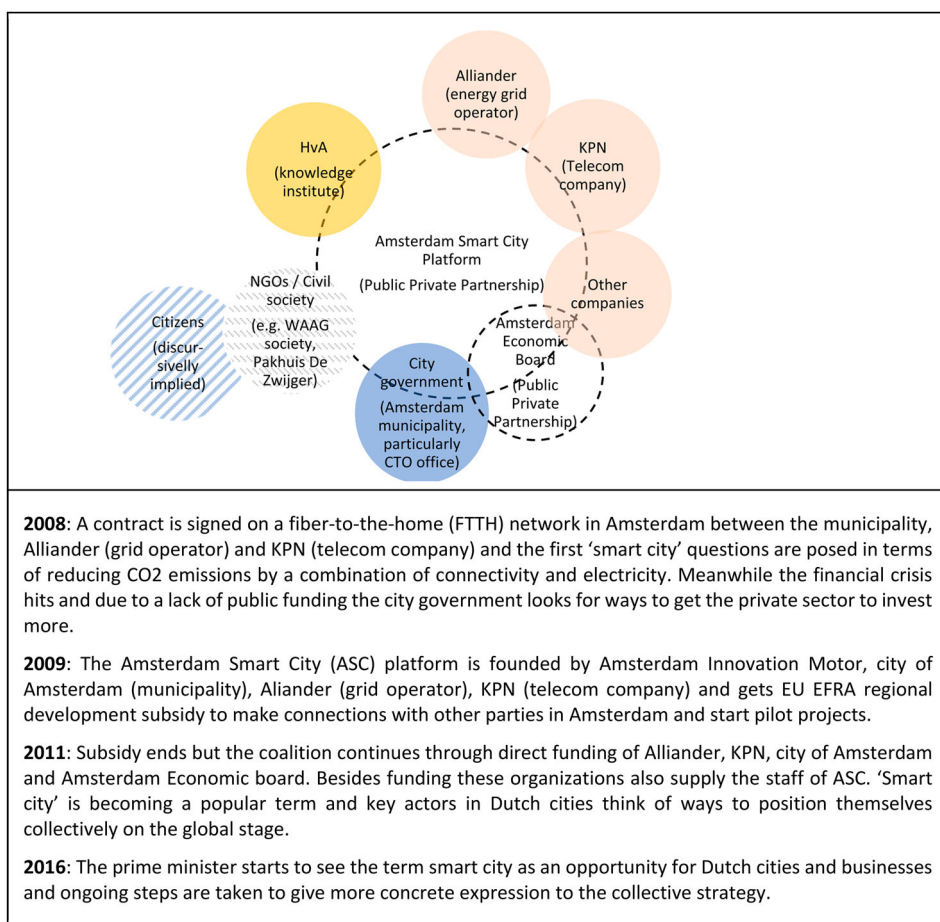 Alliander
(energy grid
operator)
KPN
(Telecom
company)
HvA
(knowledge
institute)
Amsterdam Smart City
Platform
(Public Private Partnership)
Other
companies
NGOs / Civil
society
(e.g. WAAG
society,
Pakhuis De
Zwijger)
Citizens
(discur-
sivelly
implied)
Amsterdam
Economic
Board
(Public
Private
Partnership)
City
government
(Amsterdam
municipality,
particularly
CTO office)
2008: A contract is signed on a fiber-to-the-home (FTTH) network in Amsterdam between the municipality,
Alliander (grid operator) and KPN (telecom company) and the first ‘smart city’ questions are posed in terms
of reducing CO2 emissions by a combination of connectivity and electricity. Meanwhile the financial crisis
hits and due to a lack of public funding the city government looks for ways to get the private sector to invest
more.
2009: The Amsterdam Smart City (ASC) platform is founded by Amsterdam Innovation Motor, city of
Amsterdam (municipality), Aliander (grid operator), KPN (telecom company) and gets EU EFRA regional
development subsidy to make connections with other parties in Amsterdam and start pilot projects.
2011: Subsidy ends but the coalition continues through direct funding of Alliander, KPN, city of Amsterdam
and Amsterdam Economic board. Besides funding these organizations also supply the staff of ASC. ‘Smart
city’ is becoming a popular term and key actors in Dutch cities think of ways to position themselves
collectively on the global stage.
2016: The prime minister starts to see the term smart city as an opportunity for Dutch cities and businesses
and ongoing steps are taken to give more concrete expression to the collective strategy.